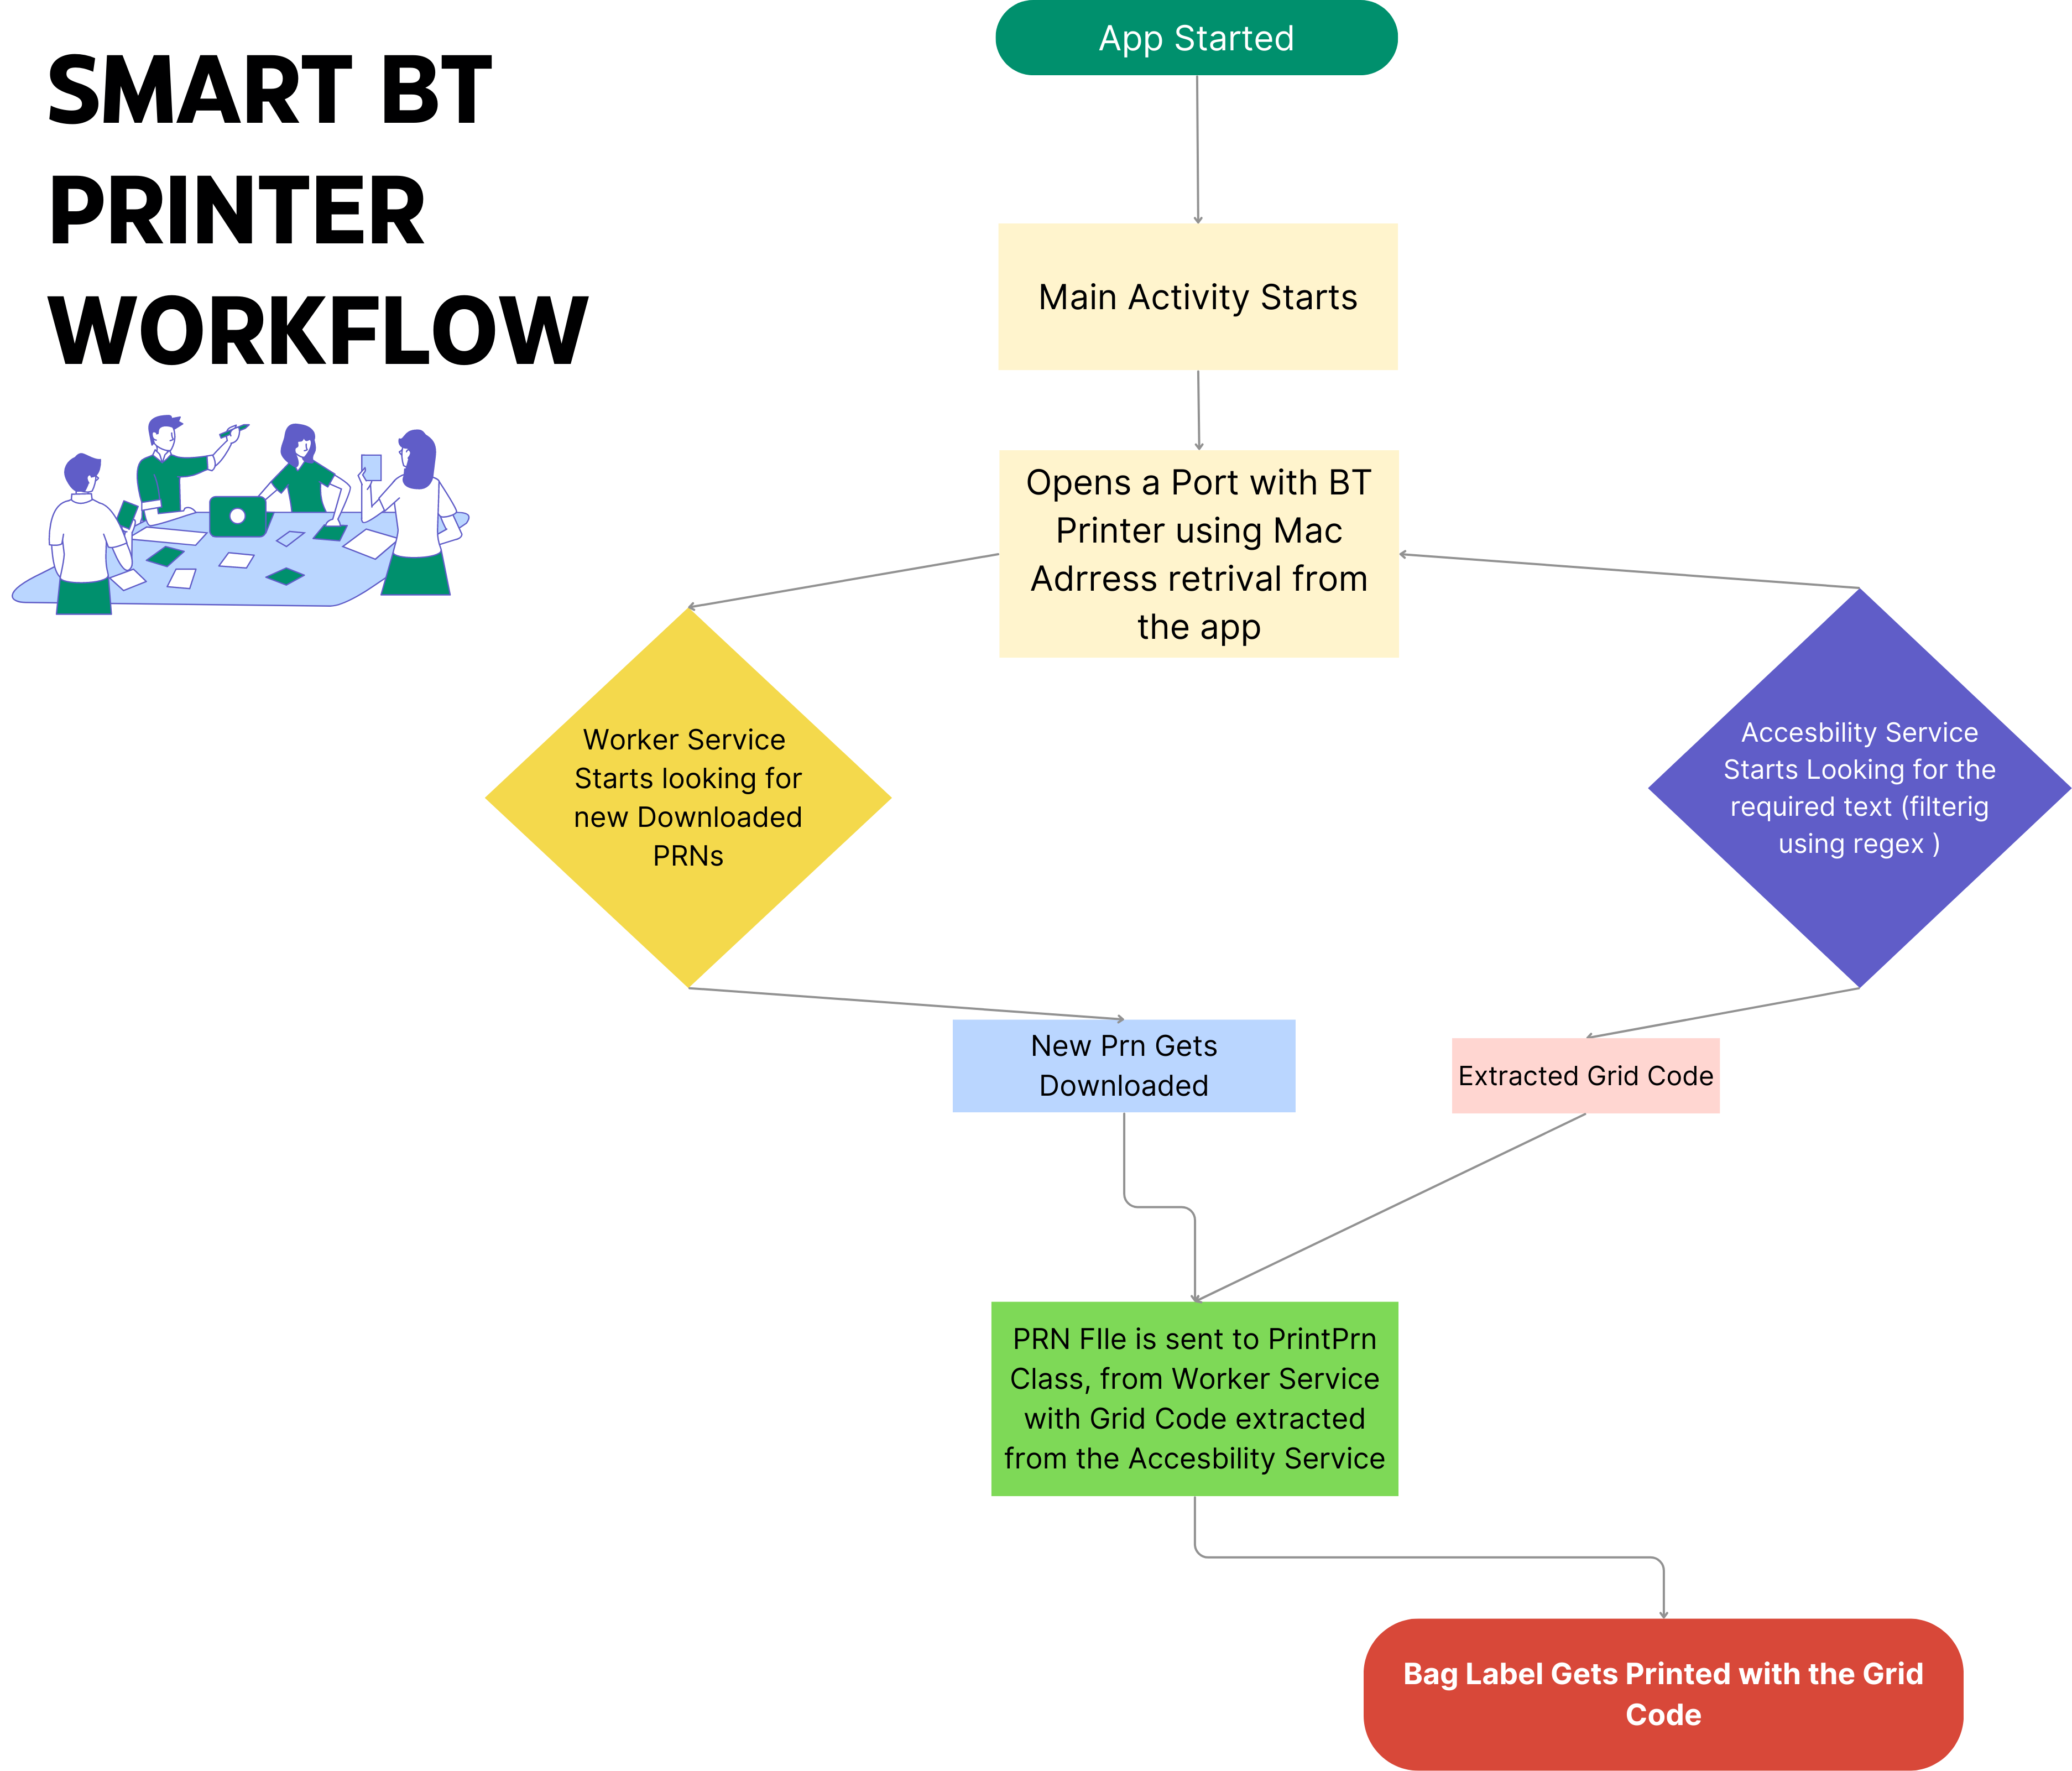 SMART BT
PRINTER
WORKFLOW
App Started
Main Activity Starts
Opens a Port with BT
Printer using Mac
Adrress retrival from
the app
Worker Service
Starts looking for
new Downloaded
PRNs
Accesbility Service
Starts Looking for the
required text (filterig
using regex )
New Prn Gets
Downloaded
Extracted Grid Code
PRN FIle is sent to PrintPrn
Class, from Worker Service
with Grid Code extracted
from the Accesbility Service
Bag Label Gets Printed with the Grid
Code